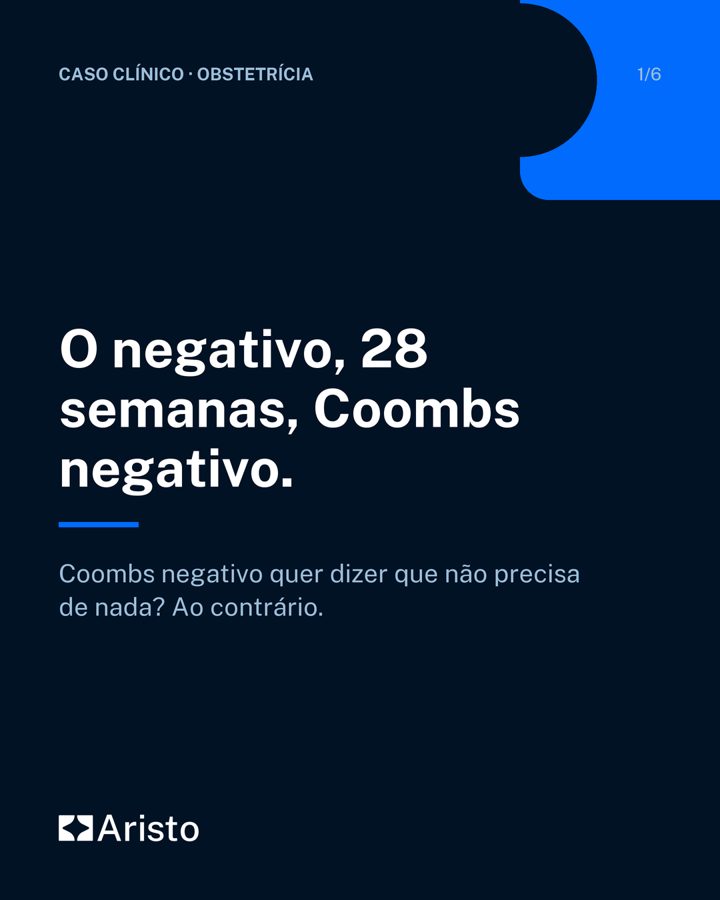 CASO CLÍNICO · OBSTETRÍCIA
1/6
O negativo, 28
semanas, Coombs
negativo.
Coombs negativo quer dizer que não precisa
de nada? Ao contrário.
Aristo